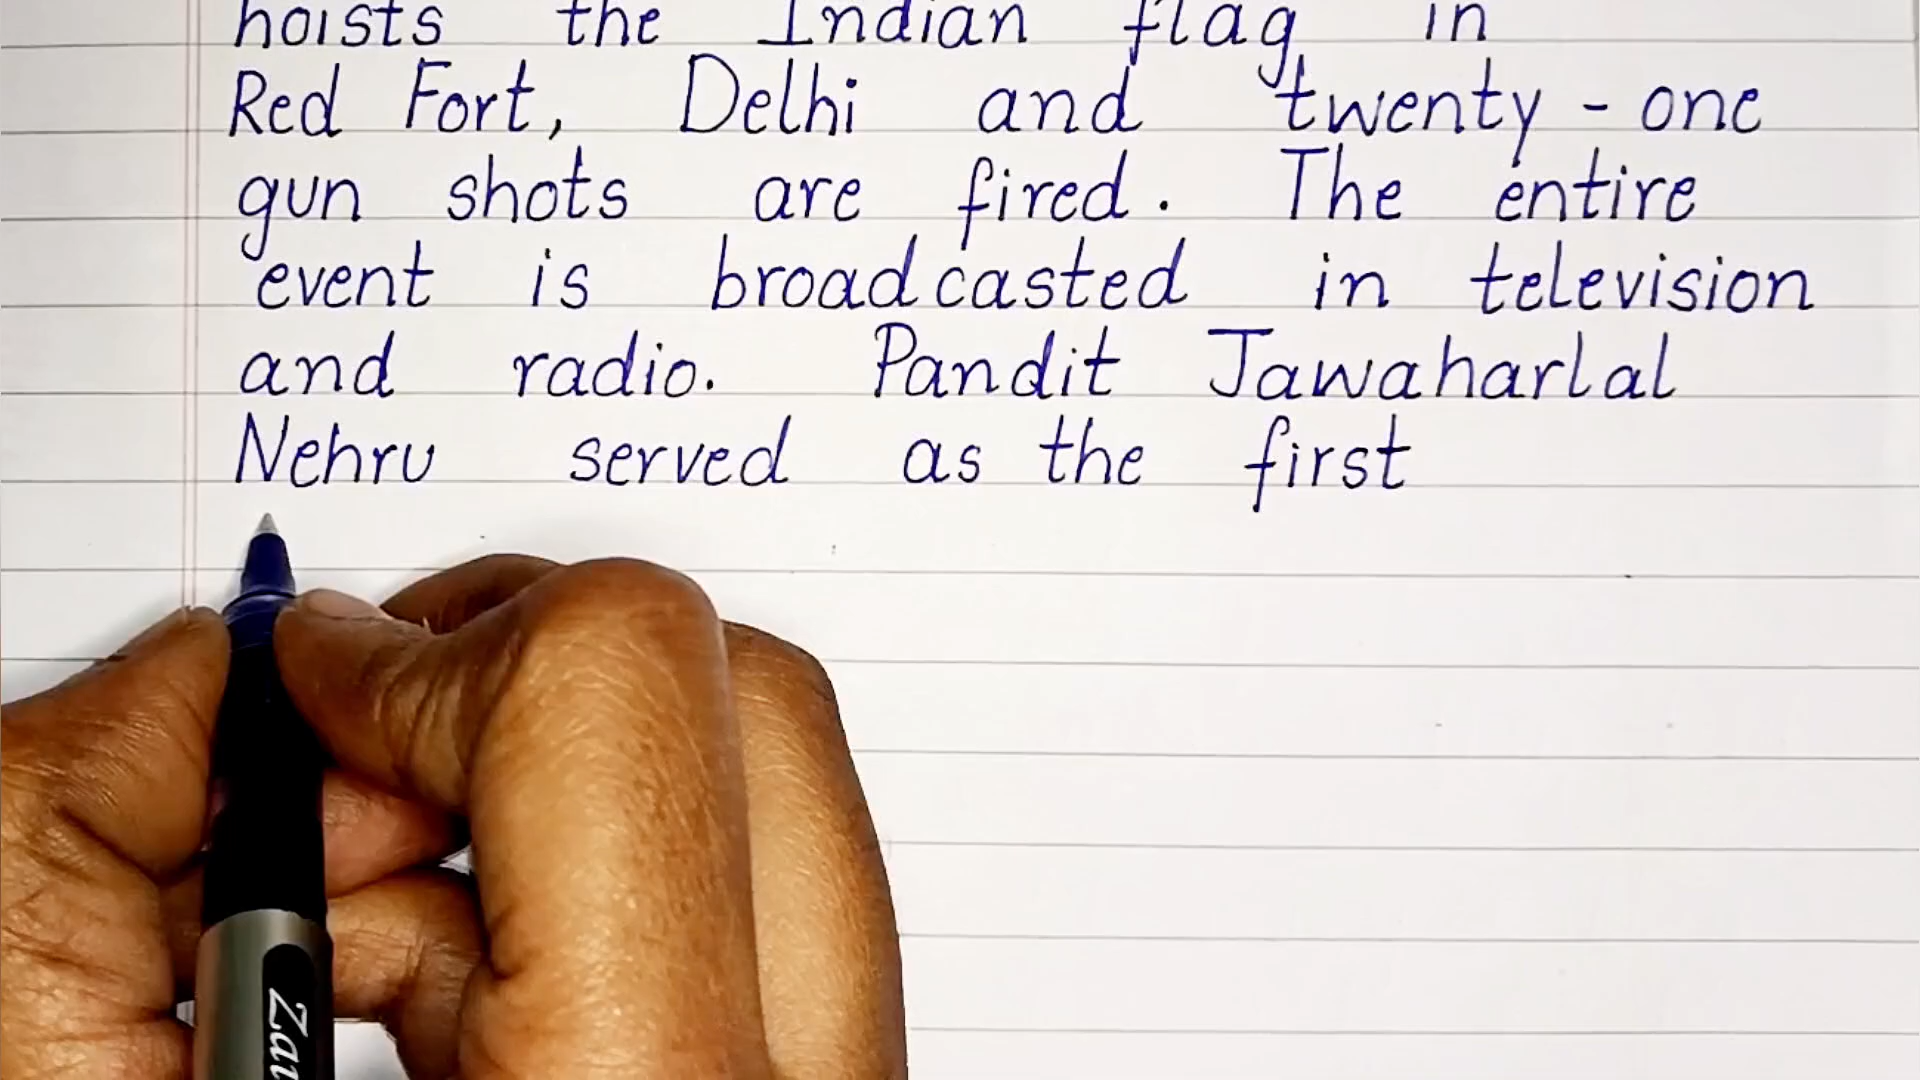 hoists the Indian flag in
Red Fort, Delhi and twenty-one
gun shots are fired. The entire
event is broadcasted in television
and radio. Pandit Jawaharlal
Nehru served as the first